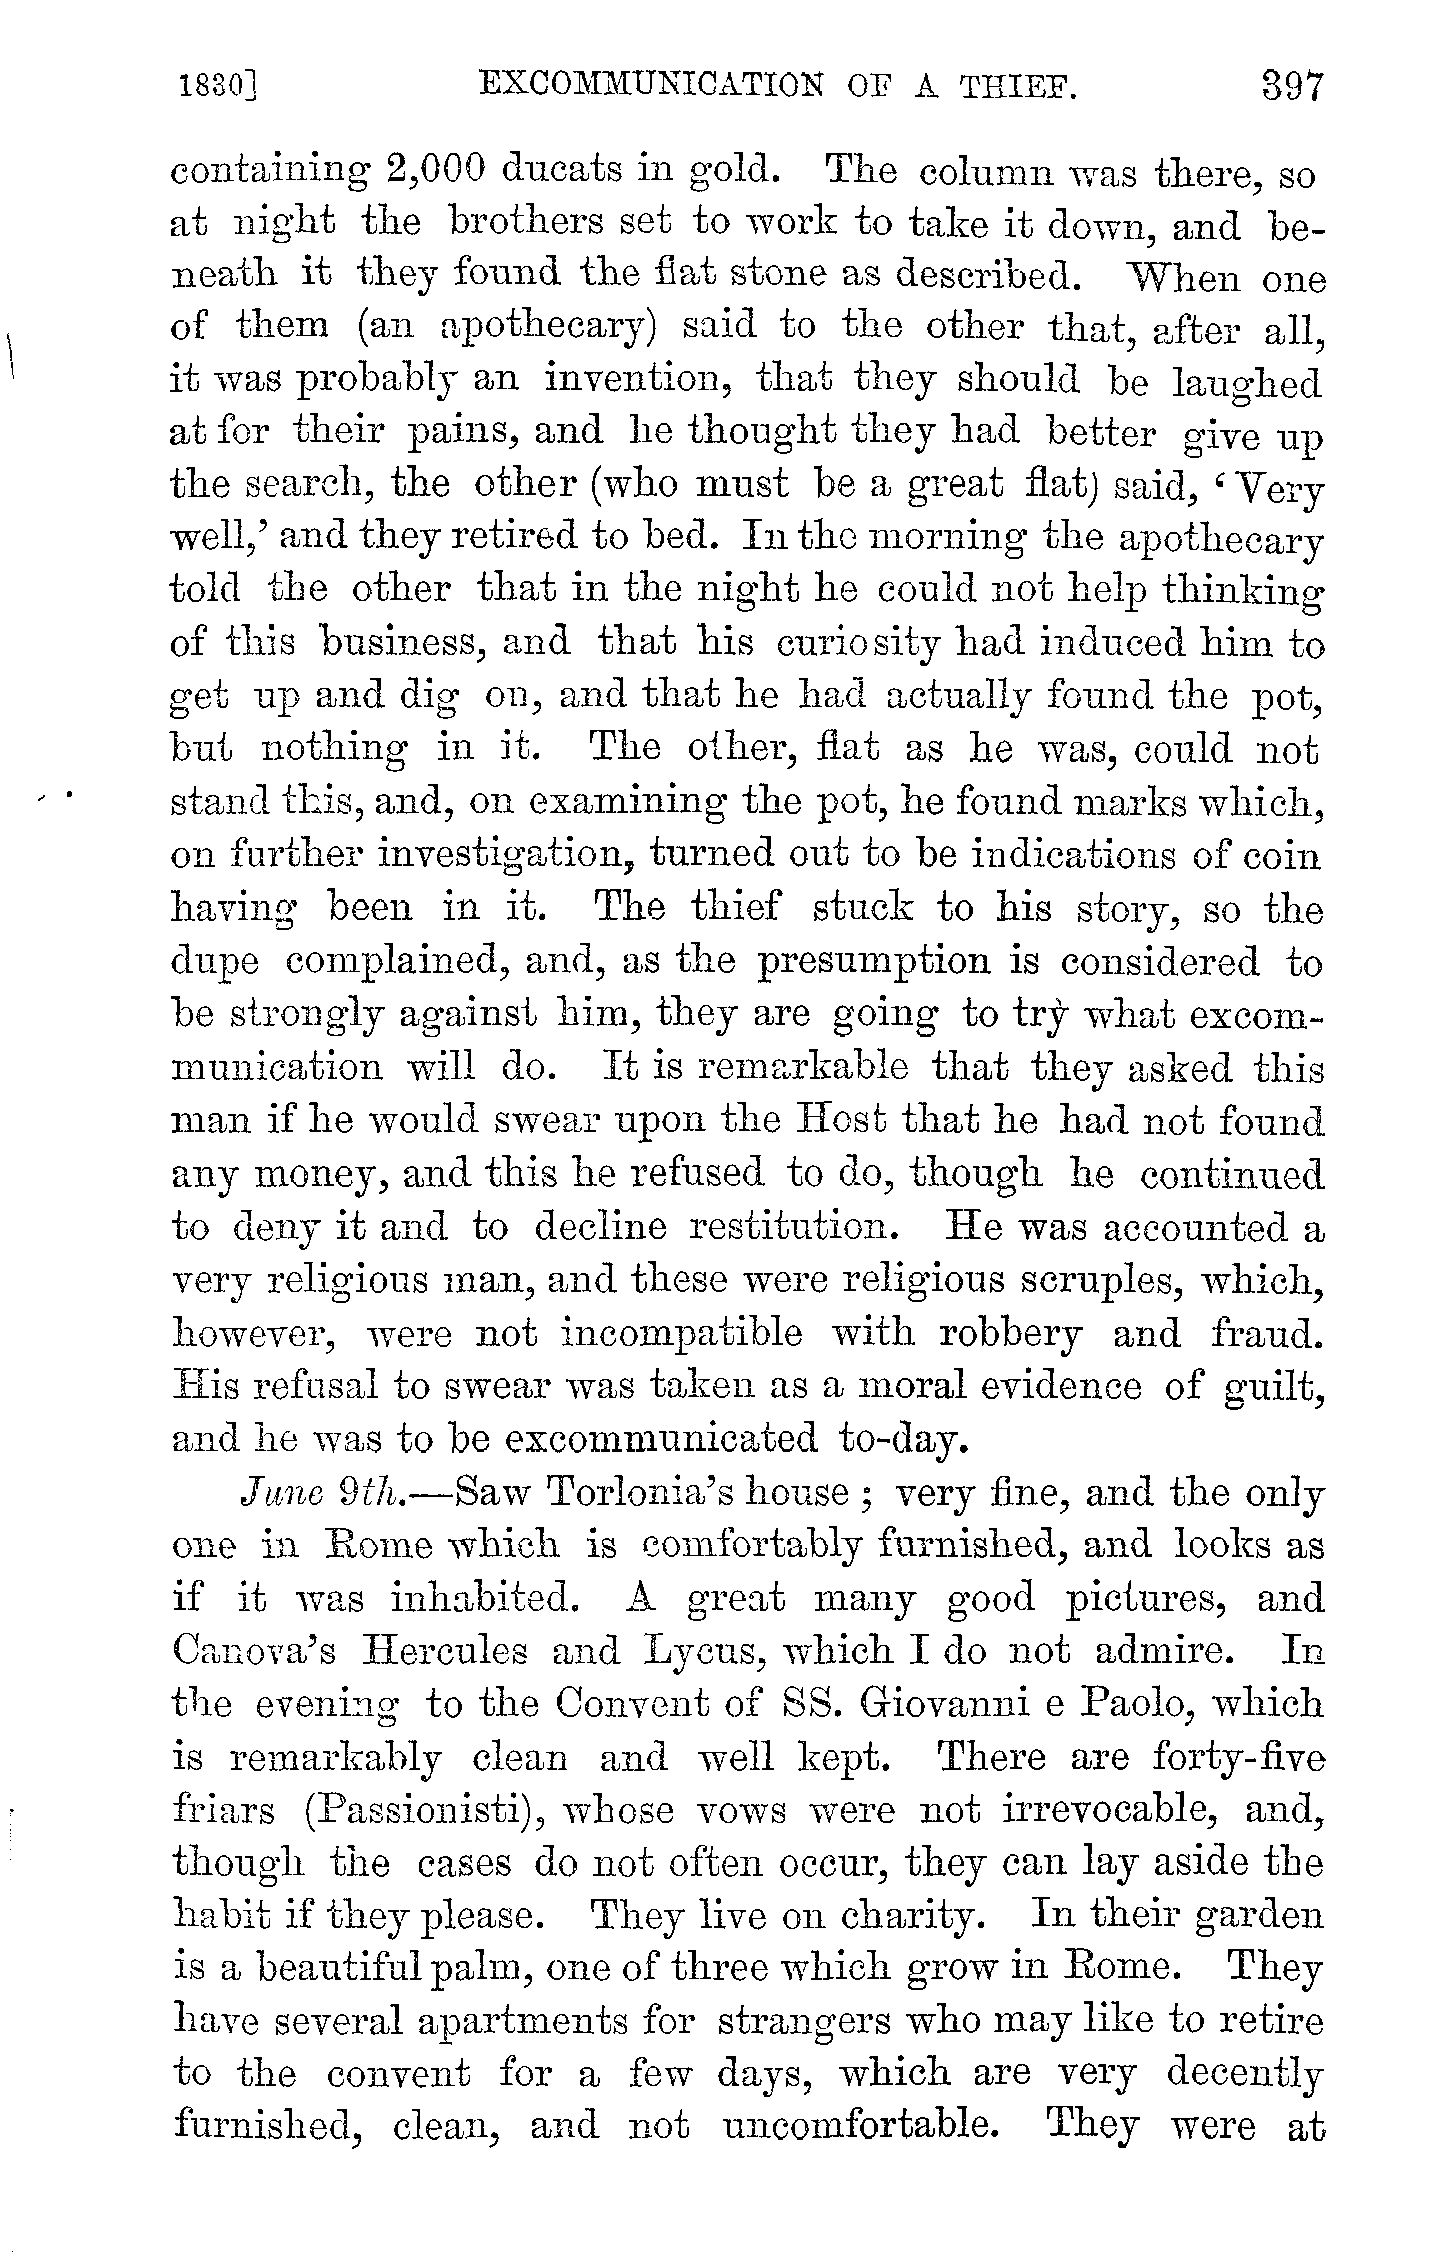 1830] EXCOMMUNICATION OF A THIEF. 397
containing 2,000 ducats in gold. The column was there, so
at night the brothers set to work to take it down, and be-
neath it they found the flat stone as described. When one
of them (an apothecary) said to the other that, after all,
it was probably an invention, that they should be laughed
at for their pains, and he thought they had better give up
the search, the other (who must be a great flat) said, ‘Very
well,’ and they retired to bed. In the morning the apothecary
told the other that in the night he could not help thinking
of this business, and that his curiosity had induced him to
get up and dig on, and that he had actually found the pot,
but nothing in it. The other, flat as he was, could not
stand this, and, on examining the pot, he found marks which,
on further investigation, turned out to be indications of coin
having been in it. The thief stuck to his story, so the
dupe complained, and, as the presumption is considered to
be strongly against him, they are going to try what excom-
munication will do. It is remarkable that they asked this
man if he would swear upon the Host that he had not found
any money, and this he refused to do, though he continued
to deny it and to decline restitution. He was accounted a
very religious man, and these were religious scruples, which,
however, were not incompatible with robbery and fraud.
His refusal to swear was taken as a moral evidence of guilt,
and he was to be excommunicated to-day.
June 9th.—Saw Torlonia’s house; very fine, and the only
one in Rome which is comfortably furnished, and looks as
if it was inhabited. A great many good pictures, and
Canova’s Hercules and Lycus, which I do not admire. In
the evening to the Convent of SS. Giovanni e Paolo, which
is remarkably clean and well kept. There are forty-five
friars (Passionisti), whose vows were not irrevocable, and,
though the cases do not often occur, they can lay aside the
habit if they please. They live on charity. In their garden
is a beautiful palm, one of three which grow in Rome. They
have several apartments for strangers who may like to retire
to the convent for a few days, which are very decently
furnished, clean, and not uncomfortable. They were at